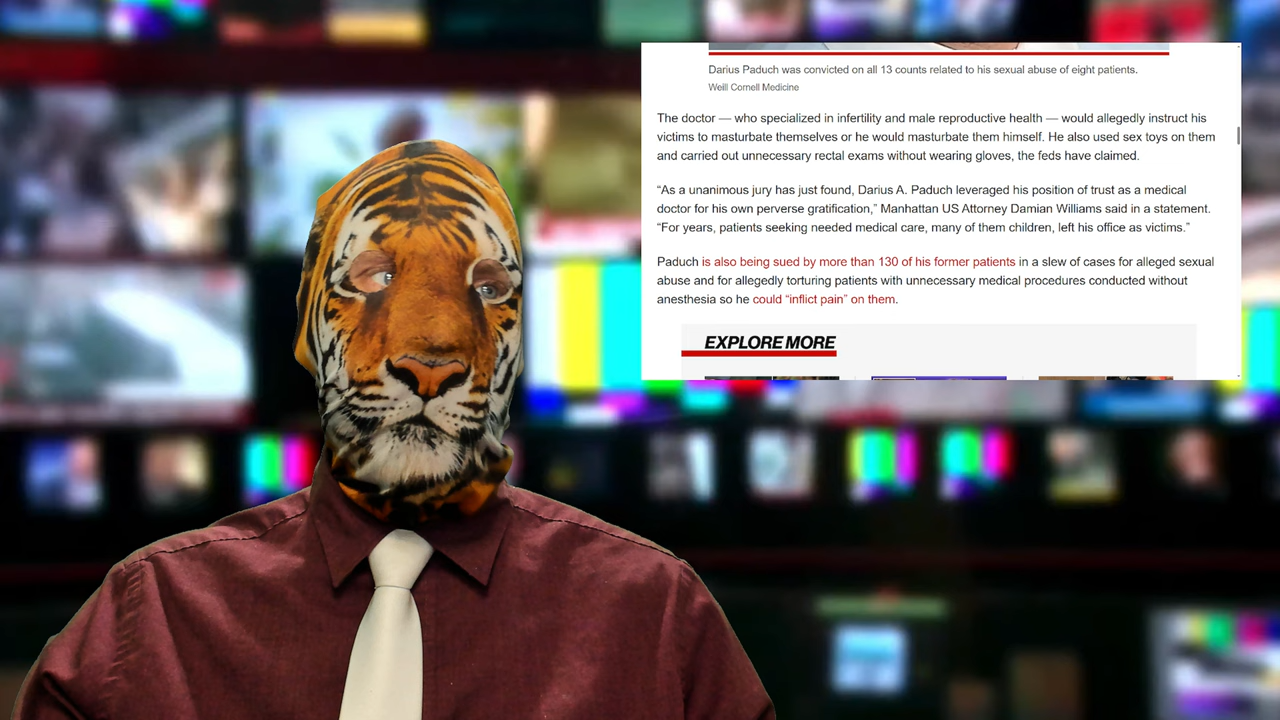 Darius Paduch was convicted on all 13 counts related to his sexual abuse of eight patients.
Weill Cornell Medicine
The doctor — who specialized in infertility and male reproductive health — would allegedly instruct his
victims to masturbate themselves or he would masturbate them himself. He also used sex toys on them
and carried out unnecessary rectal exams without wearing gloves, the feds have claimed.
“As a unanimous jury has just found, Darius A. Paduch leveraged his position of trust as a medical
doctor for his own perverse gratification,” Manhattan US Attorney Damian Williams said in a statement.
“For years, patients seeking needed medical care, many of them children, left his office as victims.”
Paduch is also being sued by more than 130 of his former patients in a slew of cases for alleged sexual
abuse and for allegedly torturing patients with unnecessary medical procedures conducted without
anesthesia so he could “inflict pain” on them.
EXPLORE MORE